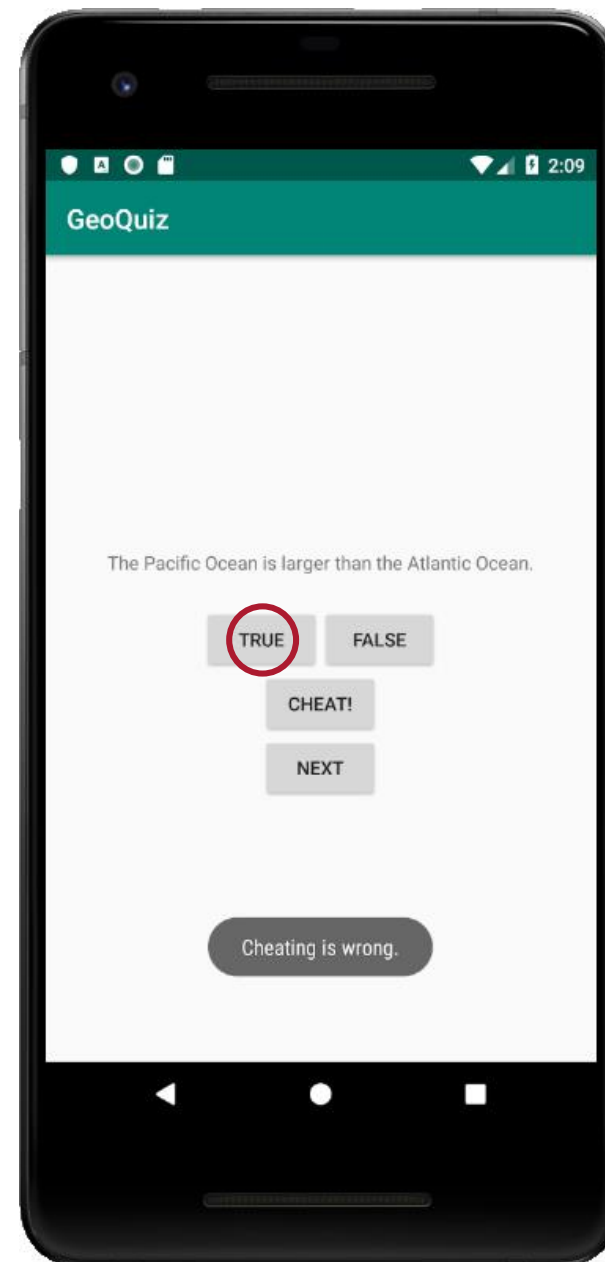 2:09
GeoQuiz
The Pacific Ocean is larger than the Atlantic Ocean.
TRUE FALSE
CHEAT!
NEXT
Cheating is wrong.